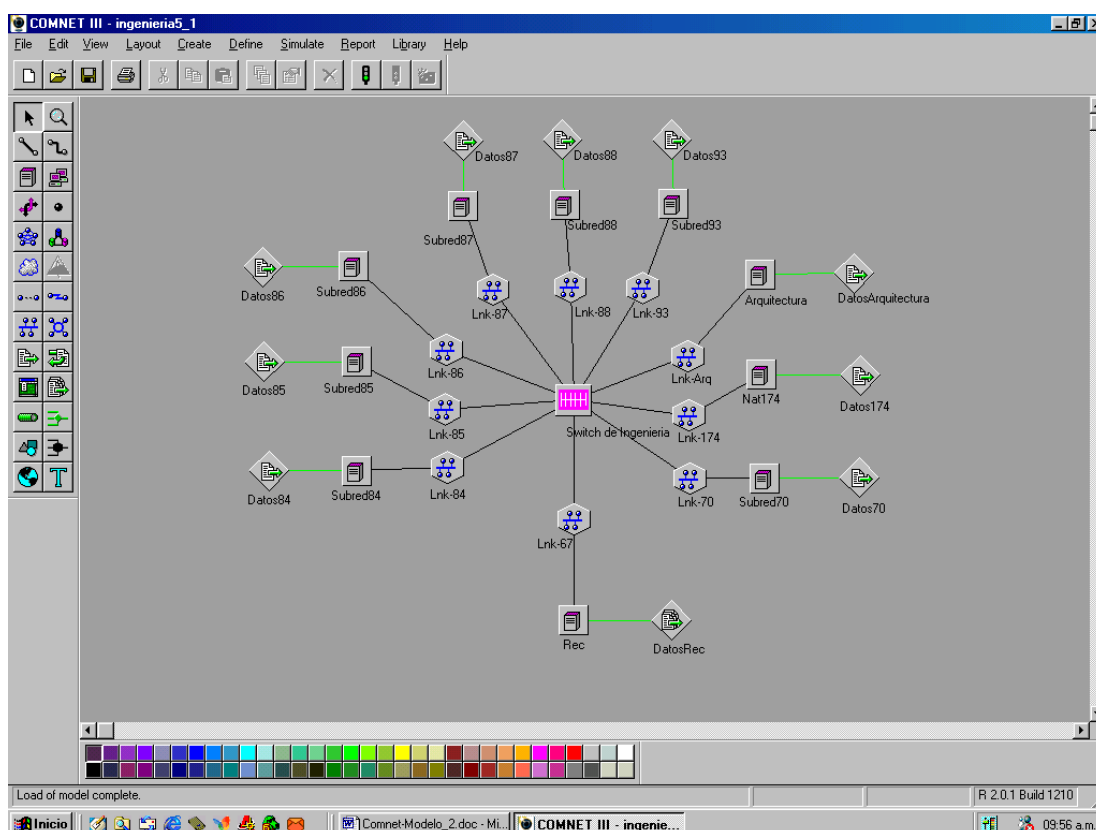 COMNET III - ingenieria5_1
File Edit View Layout Create Define Simulate Report Library Help
Datos87
Datos88
Datos93
Subred87
Subred88
Subred93
Datos86
Subred86
Lnk-87
Lnk-88
Lnk-93
Arquitectura
DatosArquitectura
Lnk-86
Lnk-Arq
Datos85
Subred85
Nat174
Datos174
Lnk-85
Switch de Ingenieria
Lnk-174
Datos84
Subred84
Lnk-84
Lnk-70
Subred70
Datos70
Lnk-67
Rec
DatosRec
Load of model complete.
R 2.0.1 Build 1210
Inicio
Comnet-Modelo_2.doc - Mi...
COMNET III - ingenie...
09:56 a.m.